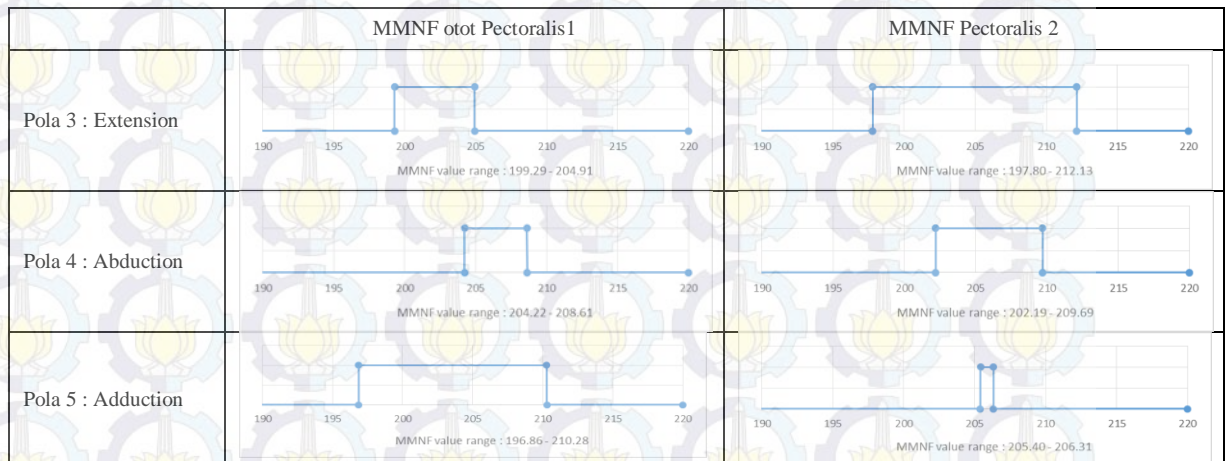 MMNF otot Pectoralis1 MMNF Pectoralis 2
Pola 3 : Extension
190 195 200 205 210 215 220
MMNF value range : 199.29 - 204.91
190 195 200 205 210 215 220
MMNF value range : 197.80 - 212.13
Pola 4 : Abduction
190 195 200 205 210 215 220
MMNF value range : 204.22 - 208.61
190 195 200 205 210 215 220
MMNF value range : 202.19 - 209.69
Pola 5 : Adduction
190 195 200 205 210 215 220
MMNF value range : 196.86 - 210.28
190 195 200 205 210 215 220
MMNF value range : 205.40 - 206.31